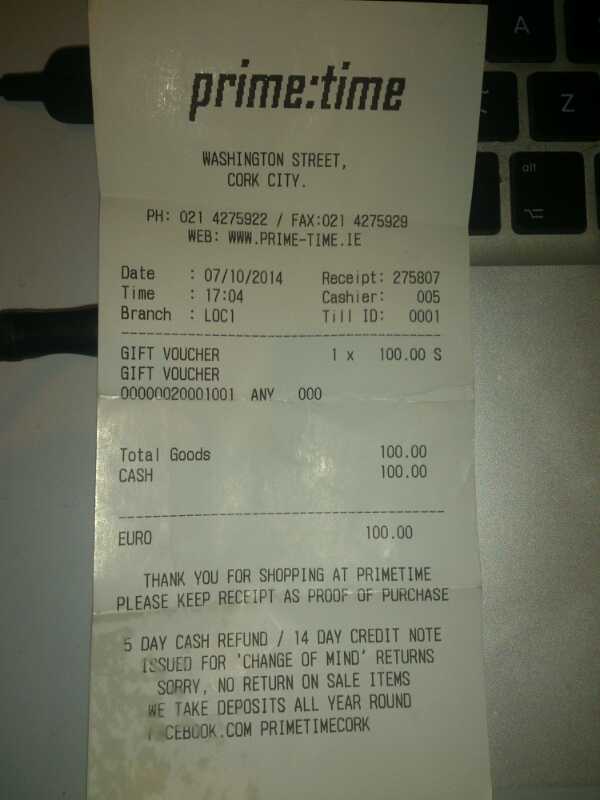 prime:time
WASHINGTON STREET,
CORK CITY.
PH: 021 4275922 / FAX:021 4275929
WEB: WWW.PRIME-TIME.IE
Date : 07/10/2014 Receipt: 275807
Time : 17:04 Cashier: 005
Branch : LOC1 Till ID: 0001
GIFT VOUCHER 1 x 100.00 S
GIFT VOUCHER
00000020001001 ANY 000
Total Goods 100.00
CASH 100.00
EURO 100.00
THANK YOU FOR SHOPPING AT PRIMETIME
PLEASE KEEP RECEIPT AS PROOF OF PURCHASE
5 DAY CASH REFUND / 14 DAY CREDIT NOTE
ISSUED FOR 'CHANGE OF MIND' RETURNS
SORRY, NO RETURN ON SALE ITEMS
WE TAKE DEPOSITS ALL YEAR ROUND
FACEBOOK.COM PRIMETIMECORK
A
Z
alt